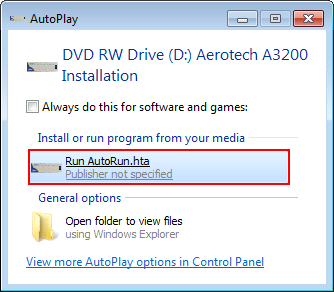 AutoPlay
DVD RW Drive (D:) Aerotech A3200
Installation
Always do this for software and games:
Install or run program from your media
Run AutoRun.hta
Publisher not specified
General options
Open folder to view files
using Windows Explorer
View more AutoPlay options in Control Panel